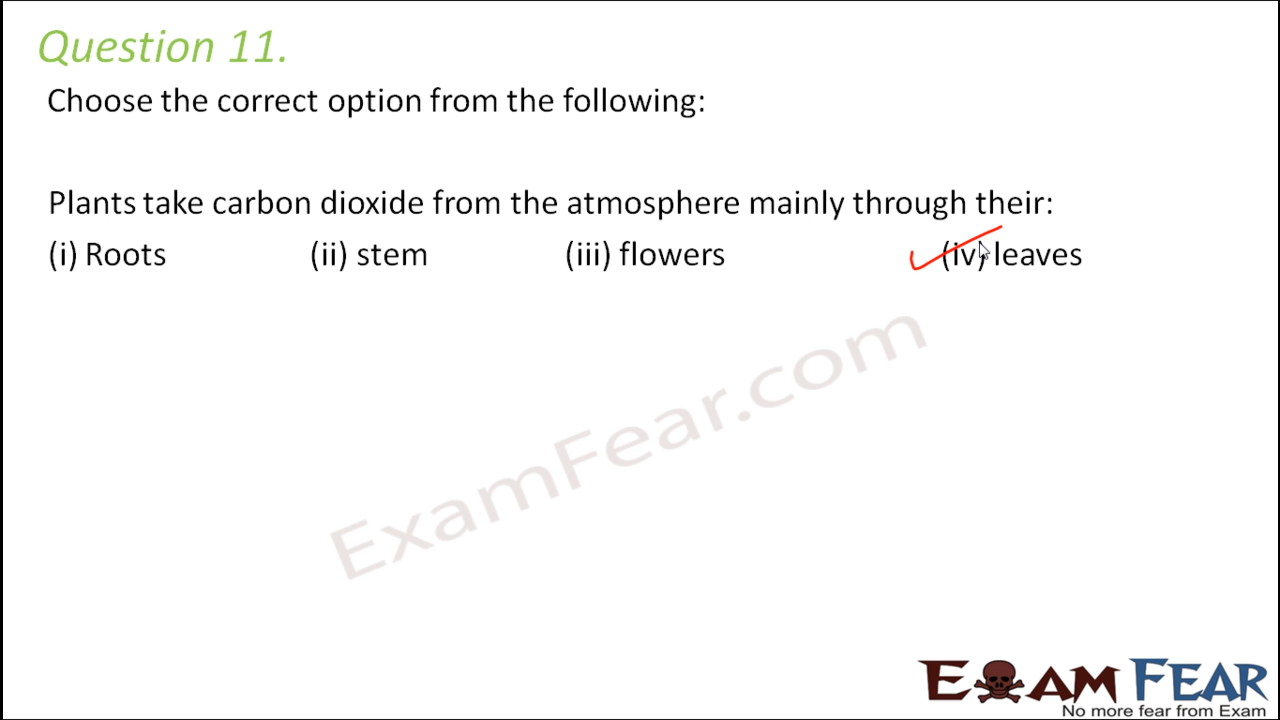 Question 11.
Choose the correct option from the following:
Plants take carbon dioxide from the atmosphere mainly through their:
(i) Roots (ii) stem (iii) flowers (iv) leaves
ExamFear.com
EXAM FEAR
No more fear from Exam